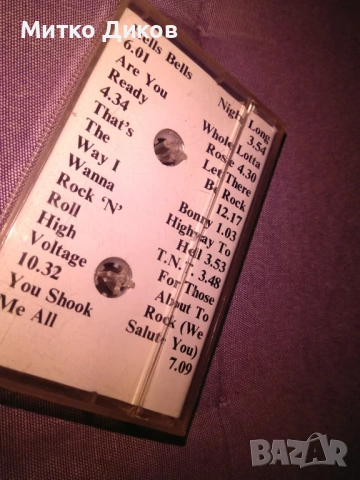 Митко Диков
Hells Bells
6.01
Are You
Ready
4.34
That's
The
Way I
Wanna
Rock 'N'
Roll
High
Voltage
10.32
You Shook
Me All
Night Long
3.54
Whole Lotta
Rosie 4.30
Let There
Be Rock
12.17
Bonny 1.03
Highway To
Hell 3.53
T.N.T. 3.48
For Those
About To
Rock (We
Salute You)
7.09
BAZAR